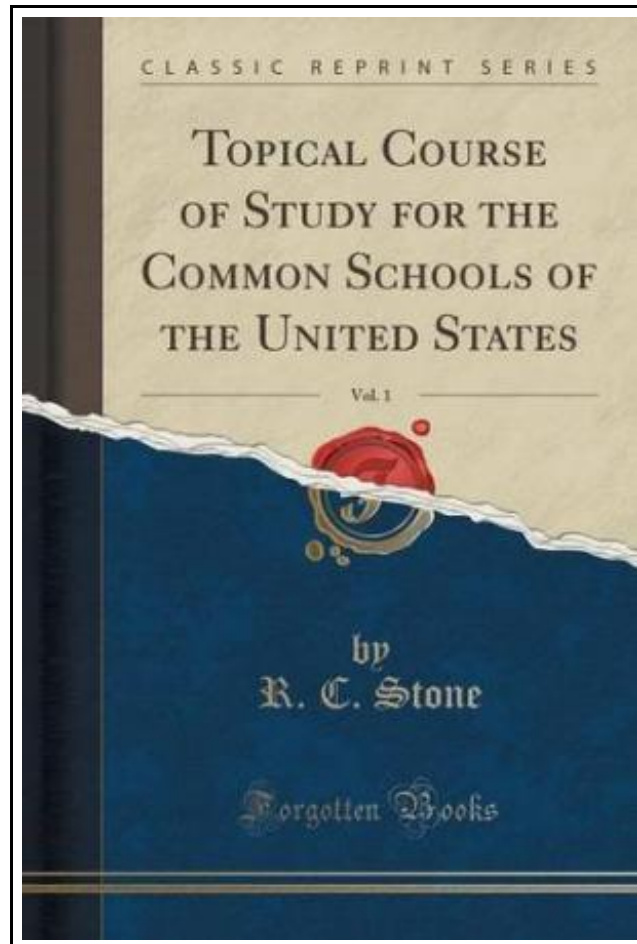 CLASSIC REPRINT SERIES
TOPICAL COURSE
OF STUDY FOR THE
COMMON SCHOOLS OF
THE UNITED STATES
Vol. 1
by
R. C. Stone
Forgotten Books